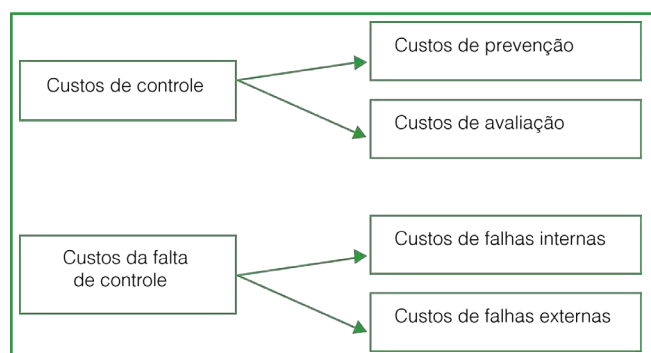 Custos de controle
Custos de prevenção
Custos de avaliação
Custos da falta
de controle
Custos de falhas internas
Custos de falhas externas